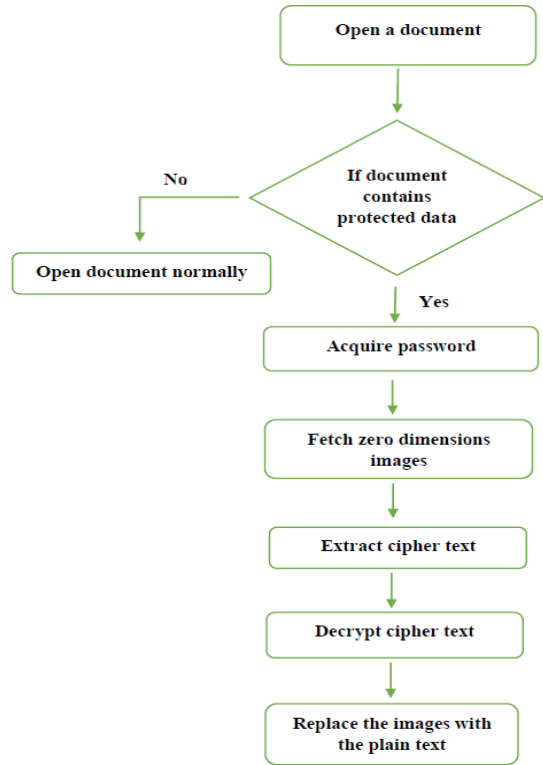 Open a document
If document
contains
protected data
No
Open document normally
Yes
Acquire password
Fetch zero dimensions
images
Extract cipher text
Decrypt cipher text
Replace the images with
the plain text